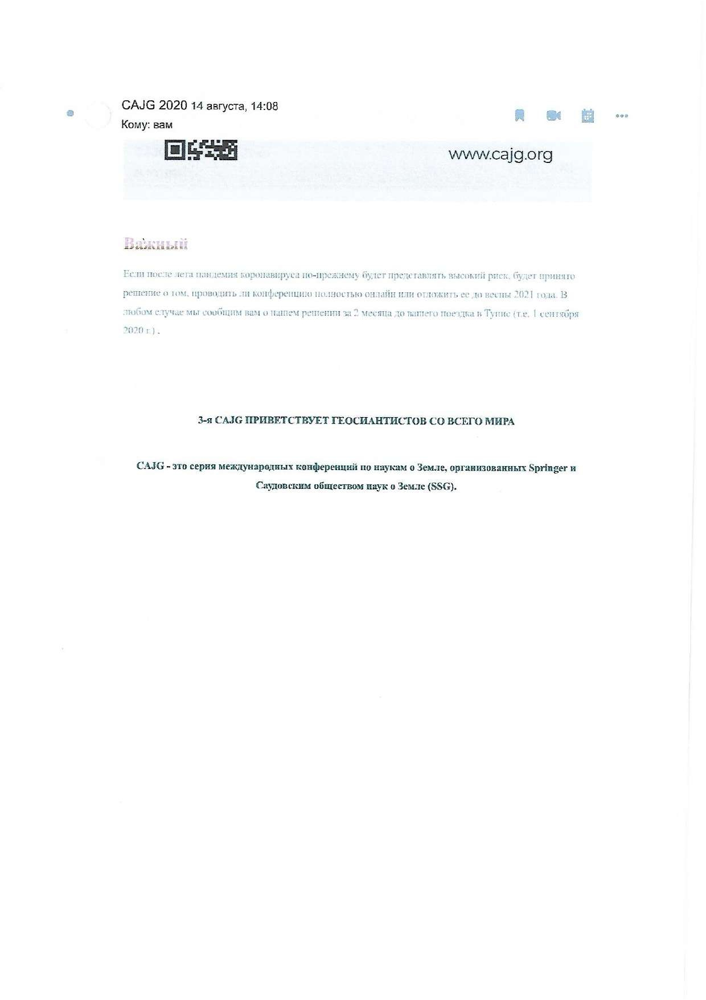 CAJG 2020 14 августа, 14:08
Кому: вам
www.cajg.org
Важный
Если после лета пандемия коронавируса по-прежнему будет представлять высокий риск, будет принято
решение о том, проводить ли конференцию полностью онлайн или отложить ее до весны 2021 года. В
любом случае мы сообщим вам о нашем решении за 2 месяца до вашего поездка в Тунис (т.е. 1 сентября
2020 г.) .
3-я CAJG ПРИВЕТСТВУЕТ ГЕОСИАНТИСТОВ СО ВСЕГО МИРА
CAJG - это серия международных конференций по наукам о Земле, организованных Springer и
Саудовским обществом наук о Земле (SSG).